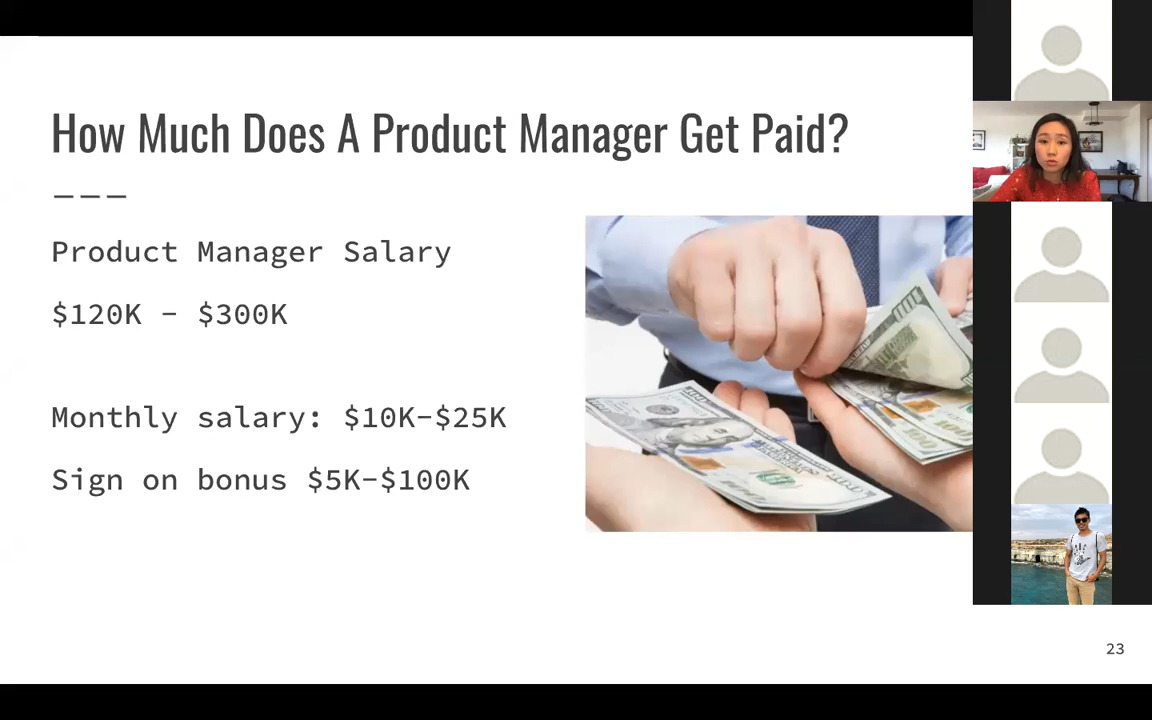 How Much Does A Product Manager Get Paid?
Product Manager Salary
$120K - $300K
Monthly salary: $10K-$25K
Sign on bonus $5K-$100K
23